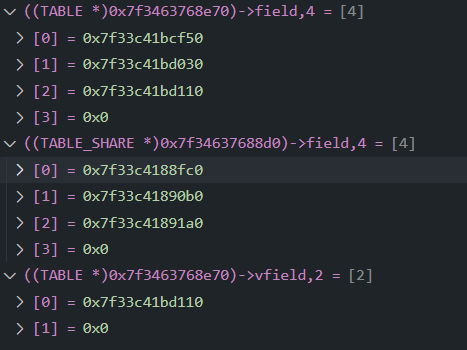 ((TABLE *)0x7f3463768e70)->field,4 = [4]
[0] = 0x7f33c41bcf50
[1] = 0x7f33c41bd030
[2] = 0x7f33c41bd110
[3] = 0x0
((TABLE_SHARE *)0x7f34637688d0)->field,4 = [4]
[0] = 0x7f33c4188fc0
[1] = 0x7f33c41890b0
[2] = 0x7f33c41891a0
[3] = 0x0
((TABLE *)0x7f3463768e70)->vfield,2 = [2]
[0] = 0x7f33c41bd110
[1] = 0x0